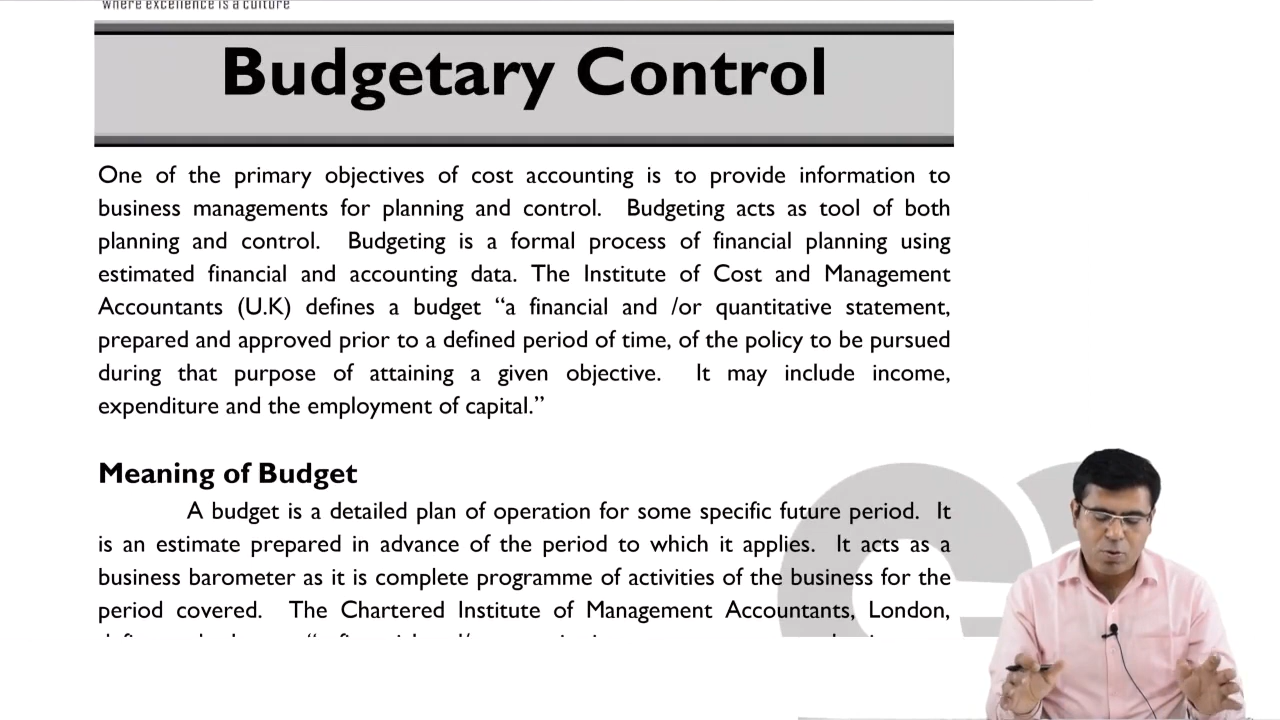 where excellence is a culture
Budgetary Control
One of the primary objectives of cost accounting is to provide information to
business managements for planning and control. Budgeting acts as tool of both
planning and control. Budgeting is a formal process of financial planning using
estimated financial and accounting data. The Institute of Cost and Management
Accountants (U.K) defines a budget “a financial and /or quantitative statement,
prepared and approved prior to a defined period of time, of the policy to be pursued
during that purpose of attaining a given objective. It may include income,
expenditure and the employment of capital.”
Meaning of Budget
A budget is a detailed plan of operation for some specific future period. It
is an estimate prepared in advance of the period to which it applies. It acts as a
business barometer as it is complete programme of activities of the business for the
period covered. The Chartered Institute of Management Accountants, London,